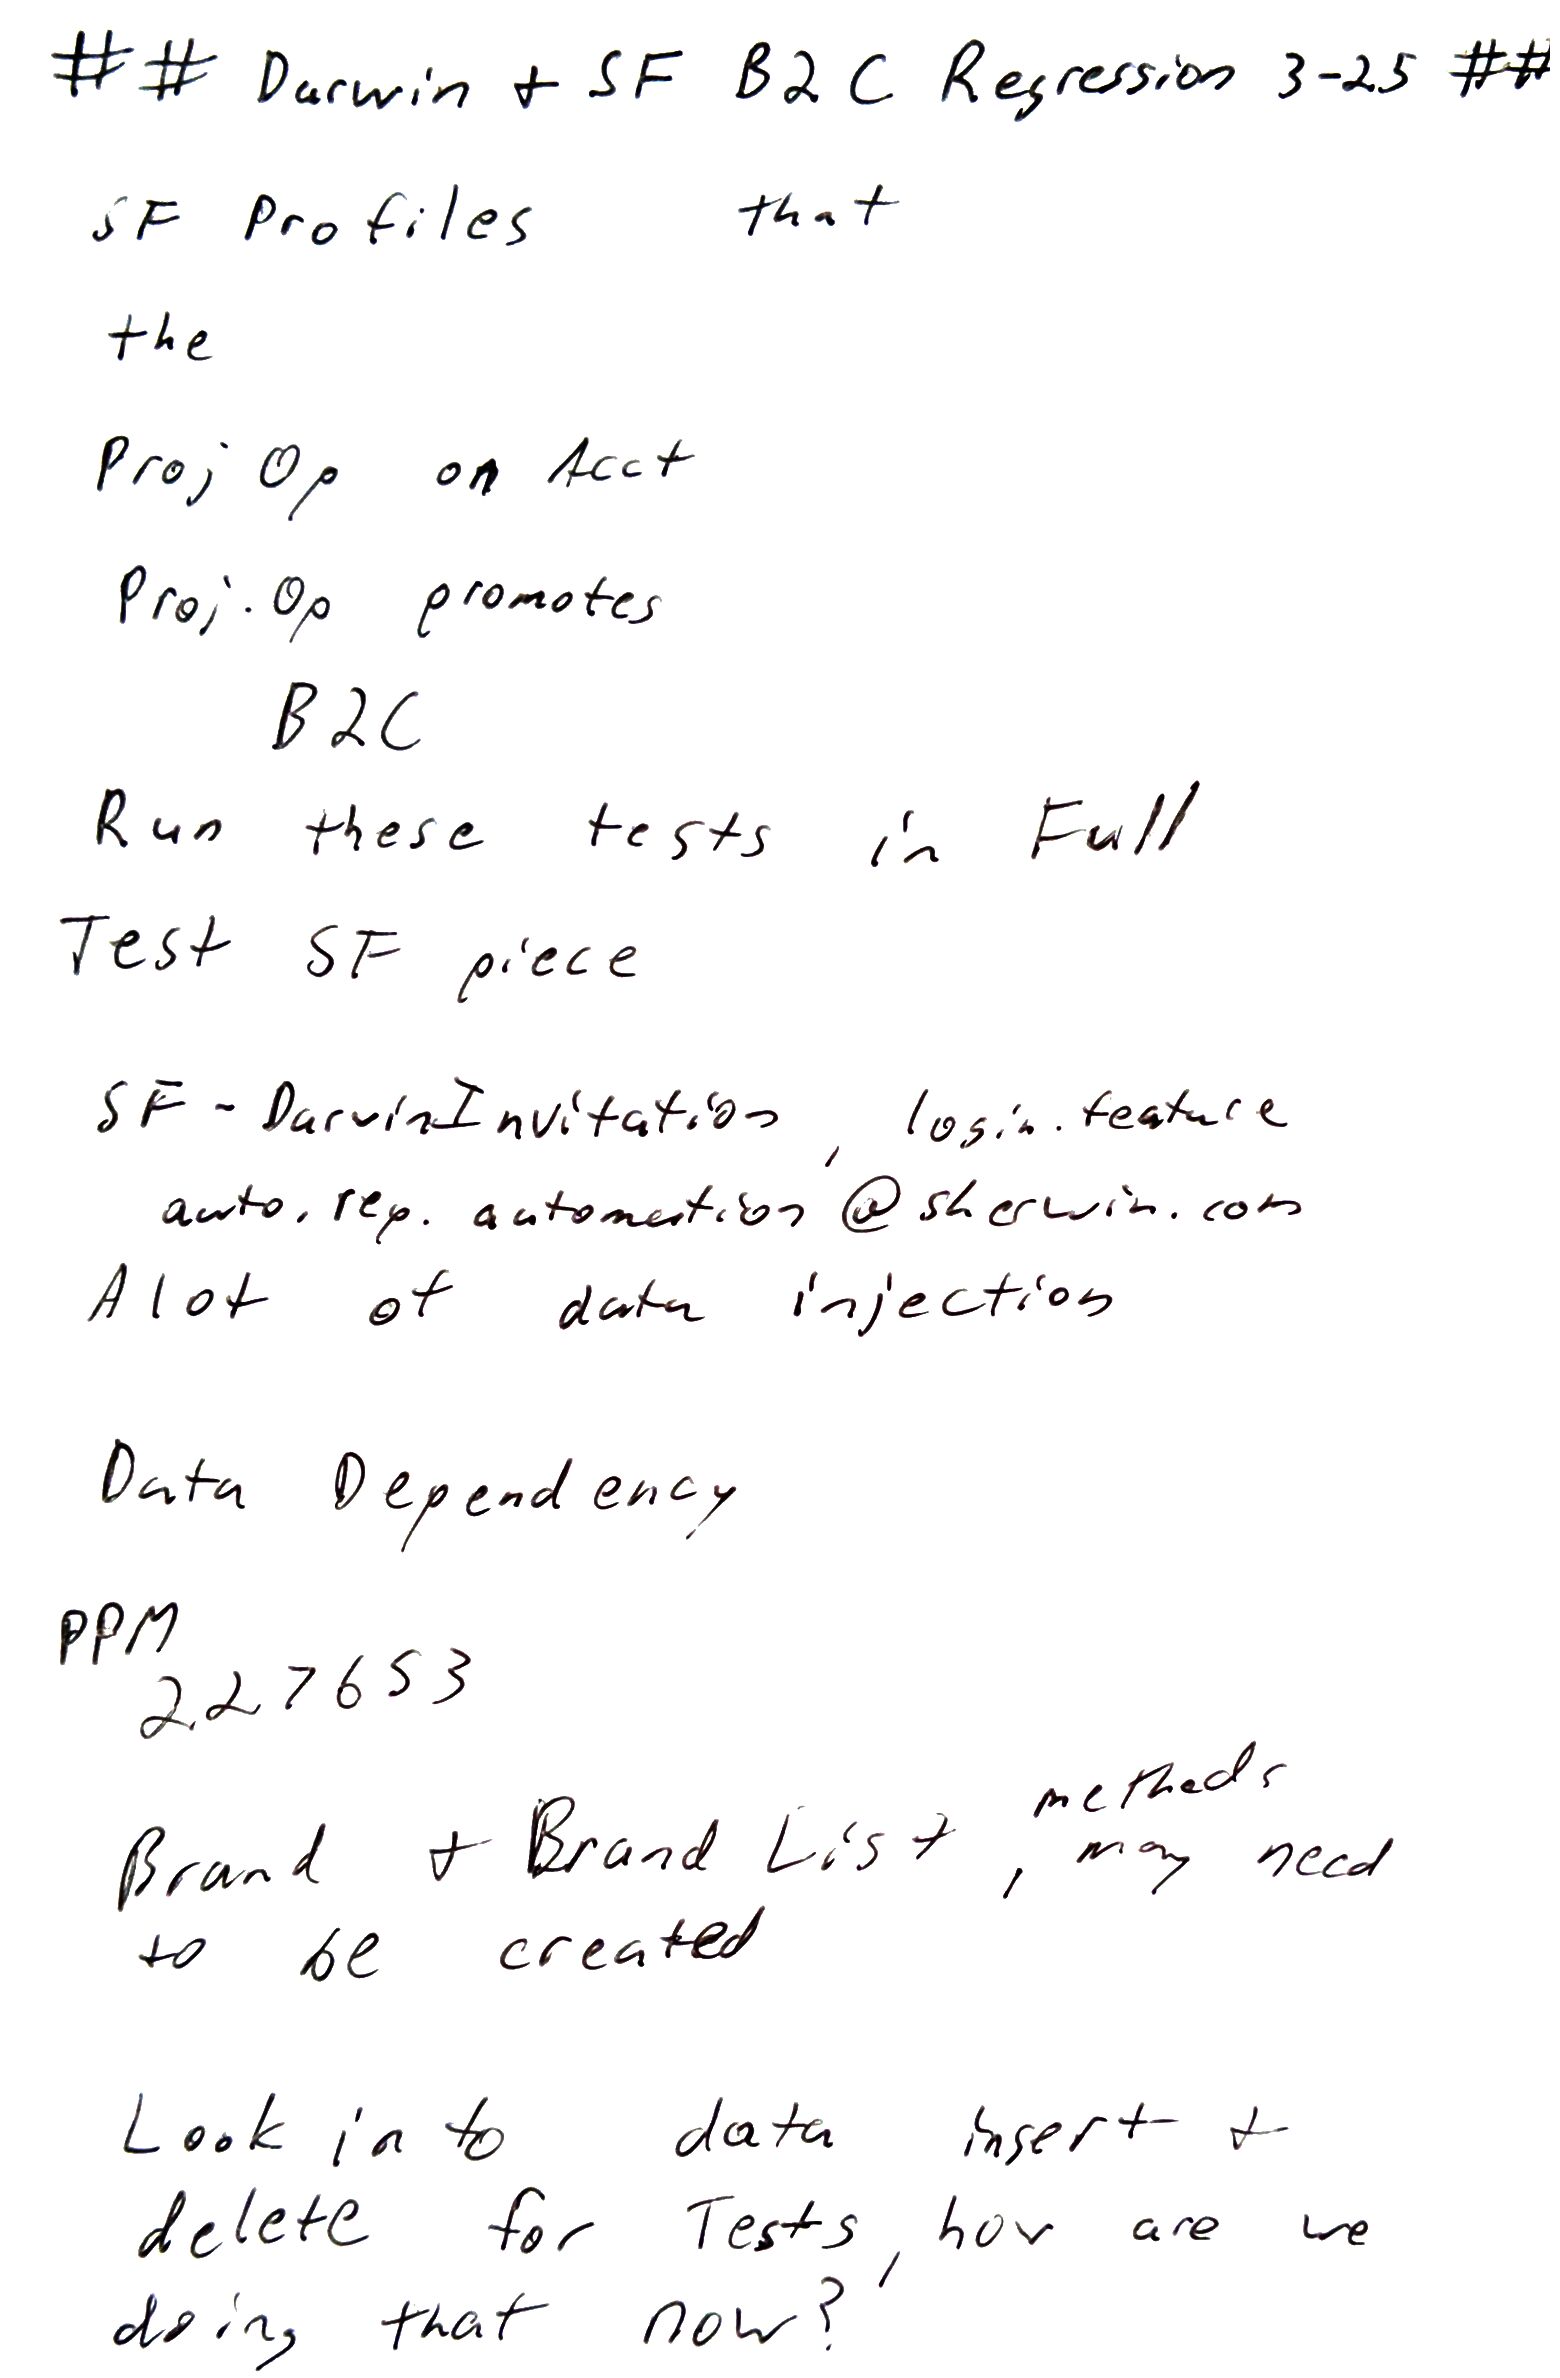 ## Darwin + SF B2C Regression 3-25 ##
SF Profiles that
the
Proj Op on Acct
Proj. Op promotes
B2C
Run these tests in Full
Test SF piece
SF - DarwinInvitation, login.feature
auto.rep.automation@sherwin.com
A lot of data injection
Data Dependency
PPM
227653
methods
Brand + Brand List, may need
to be created
Look in to data insert +
delete for Tests, how are we
doing that now?